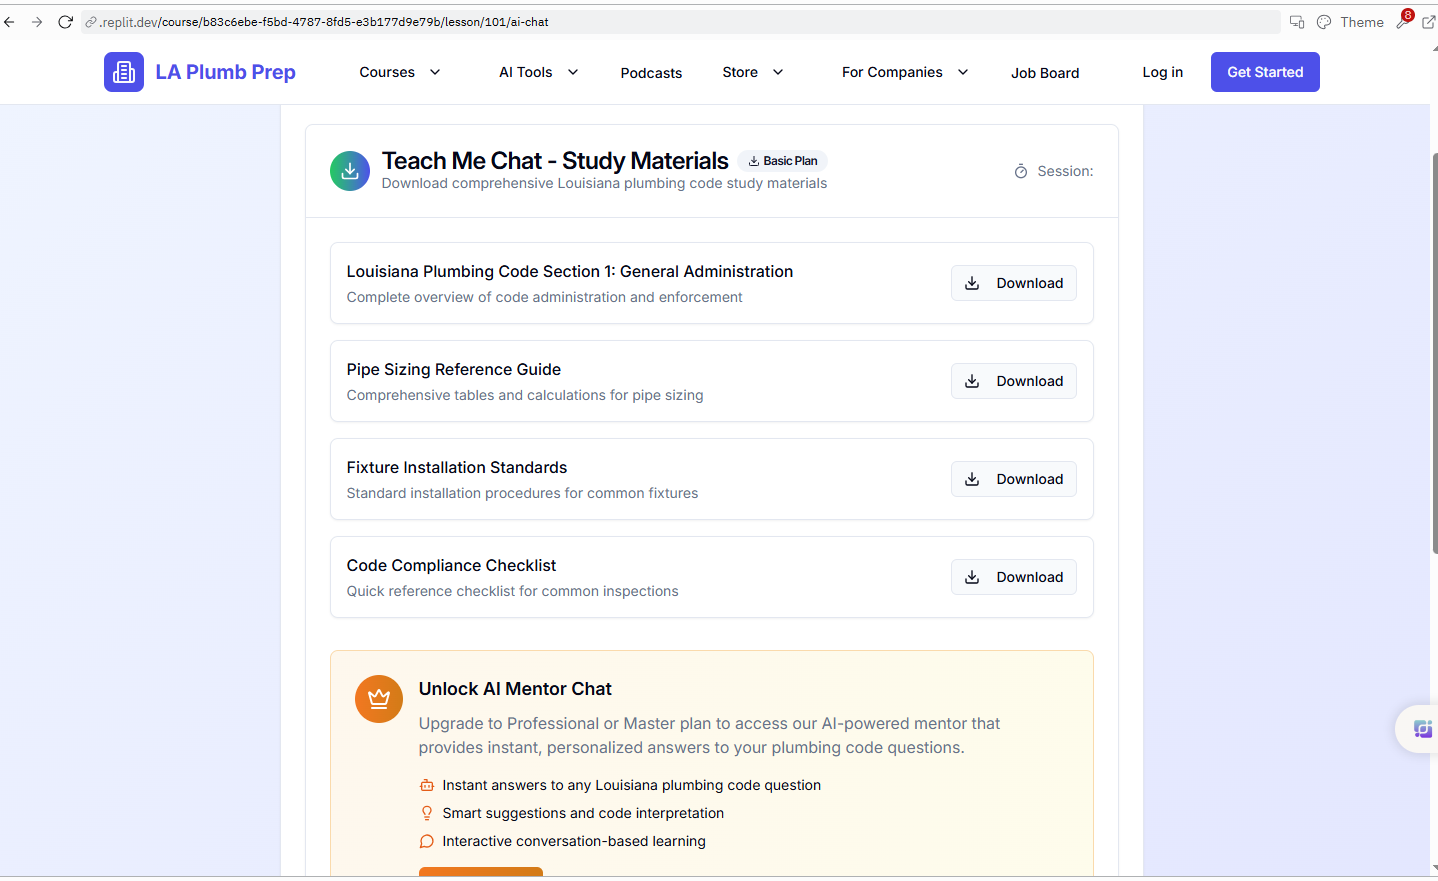 .replit.dev/course/b83c6ebe-f5bd-4787-8fd5-e3b177d9e79b/lesson/101/ai-chat
Theme
8
LA Plumb Prep
Courses
AI Tools
Podcasts
Store
For Companies
Job Board
Log in
Get Started
Teach Me Chat - Study Materials
Basic Plan
Download comprehensive Louisiana plumbing code study materials
Session:
Louisiana Plumbing Code Section 1: General Administration
Complete overview of code administration and enforcement
Download
Pipe Sizing Reference Guide
Comprehensive tables and calculations for pipe sizing
Download
Fixture Installation Standards
Standard installation procedures for common fixtures
Download
Code Compliance Checklist
Quick reference checklist for common inspections
Download
Unlock AI Mentor Chat
Upgrade to Professional or Master plan to access our AI-powered mentor that
provides instant, personalized answers to your plumbing code questions.
Instant answers to any Louisiana plumbing code question
Smart suggestions and code interpretation
Interactive conversation-based learning